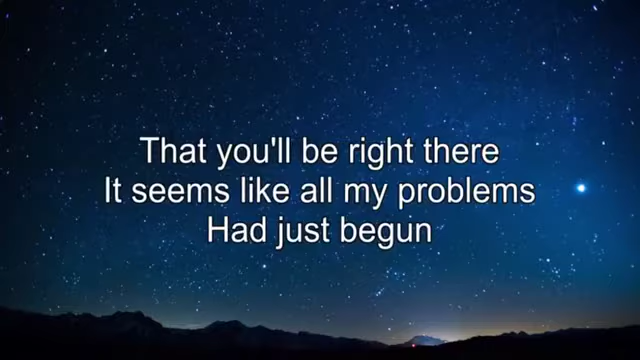 That you'll be right there
It seems like all my problems
Had just begun